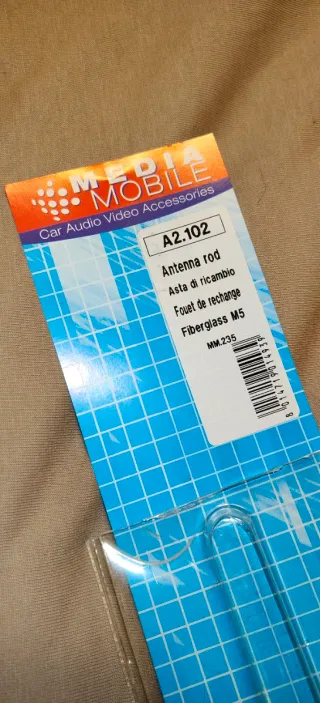 MEDIA
MOBILE
Car Audio Video Accessories
A2.102
Antenna rod
Asta di ricambio
Fouet de rechange
Fiberglass M5
MM.235